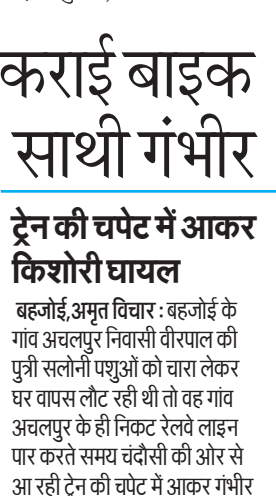 कराई बाइक
साथी गंभीर
ट्रेन की चपेट में आकर
किशोरी घायल
बहजोई,अमृत विचार : बहजोई के
गांव अचलपुर निवासी वीरपाल की
पुत्री सलोनी पशुओं को चारा लेकर
घर वापस लौट रही थी तो वह गांव
अचलपुर के ही निकट रेलवे लाइन
पार करते समय चंदौसी की ओर से
आ रही ट्रेन की चपेट में आकर गंभीर